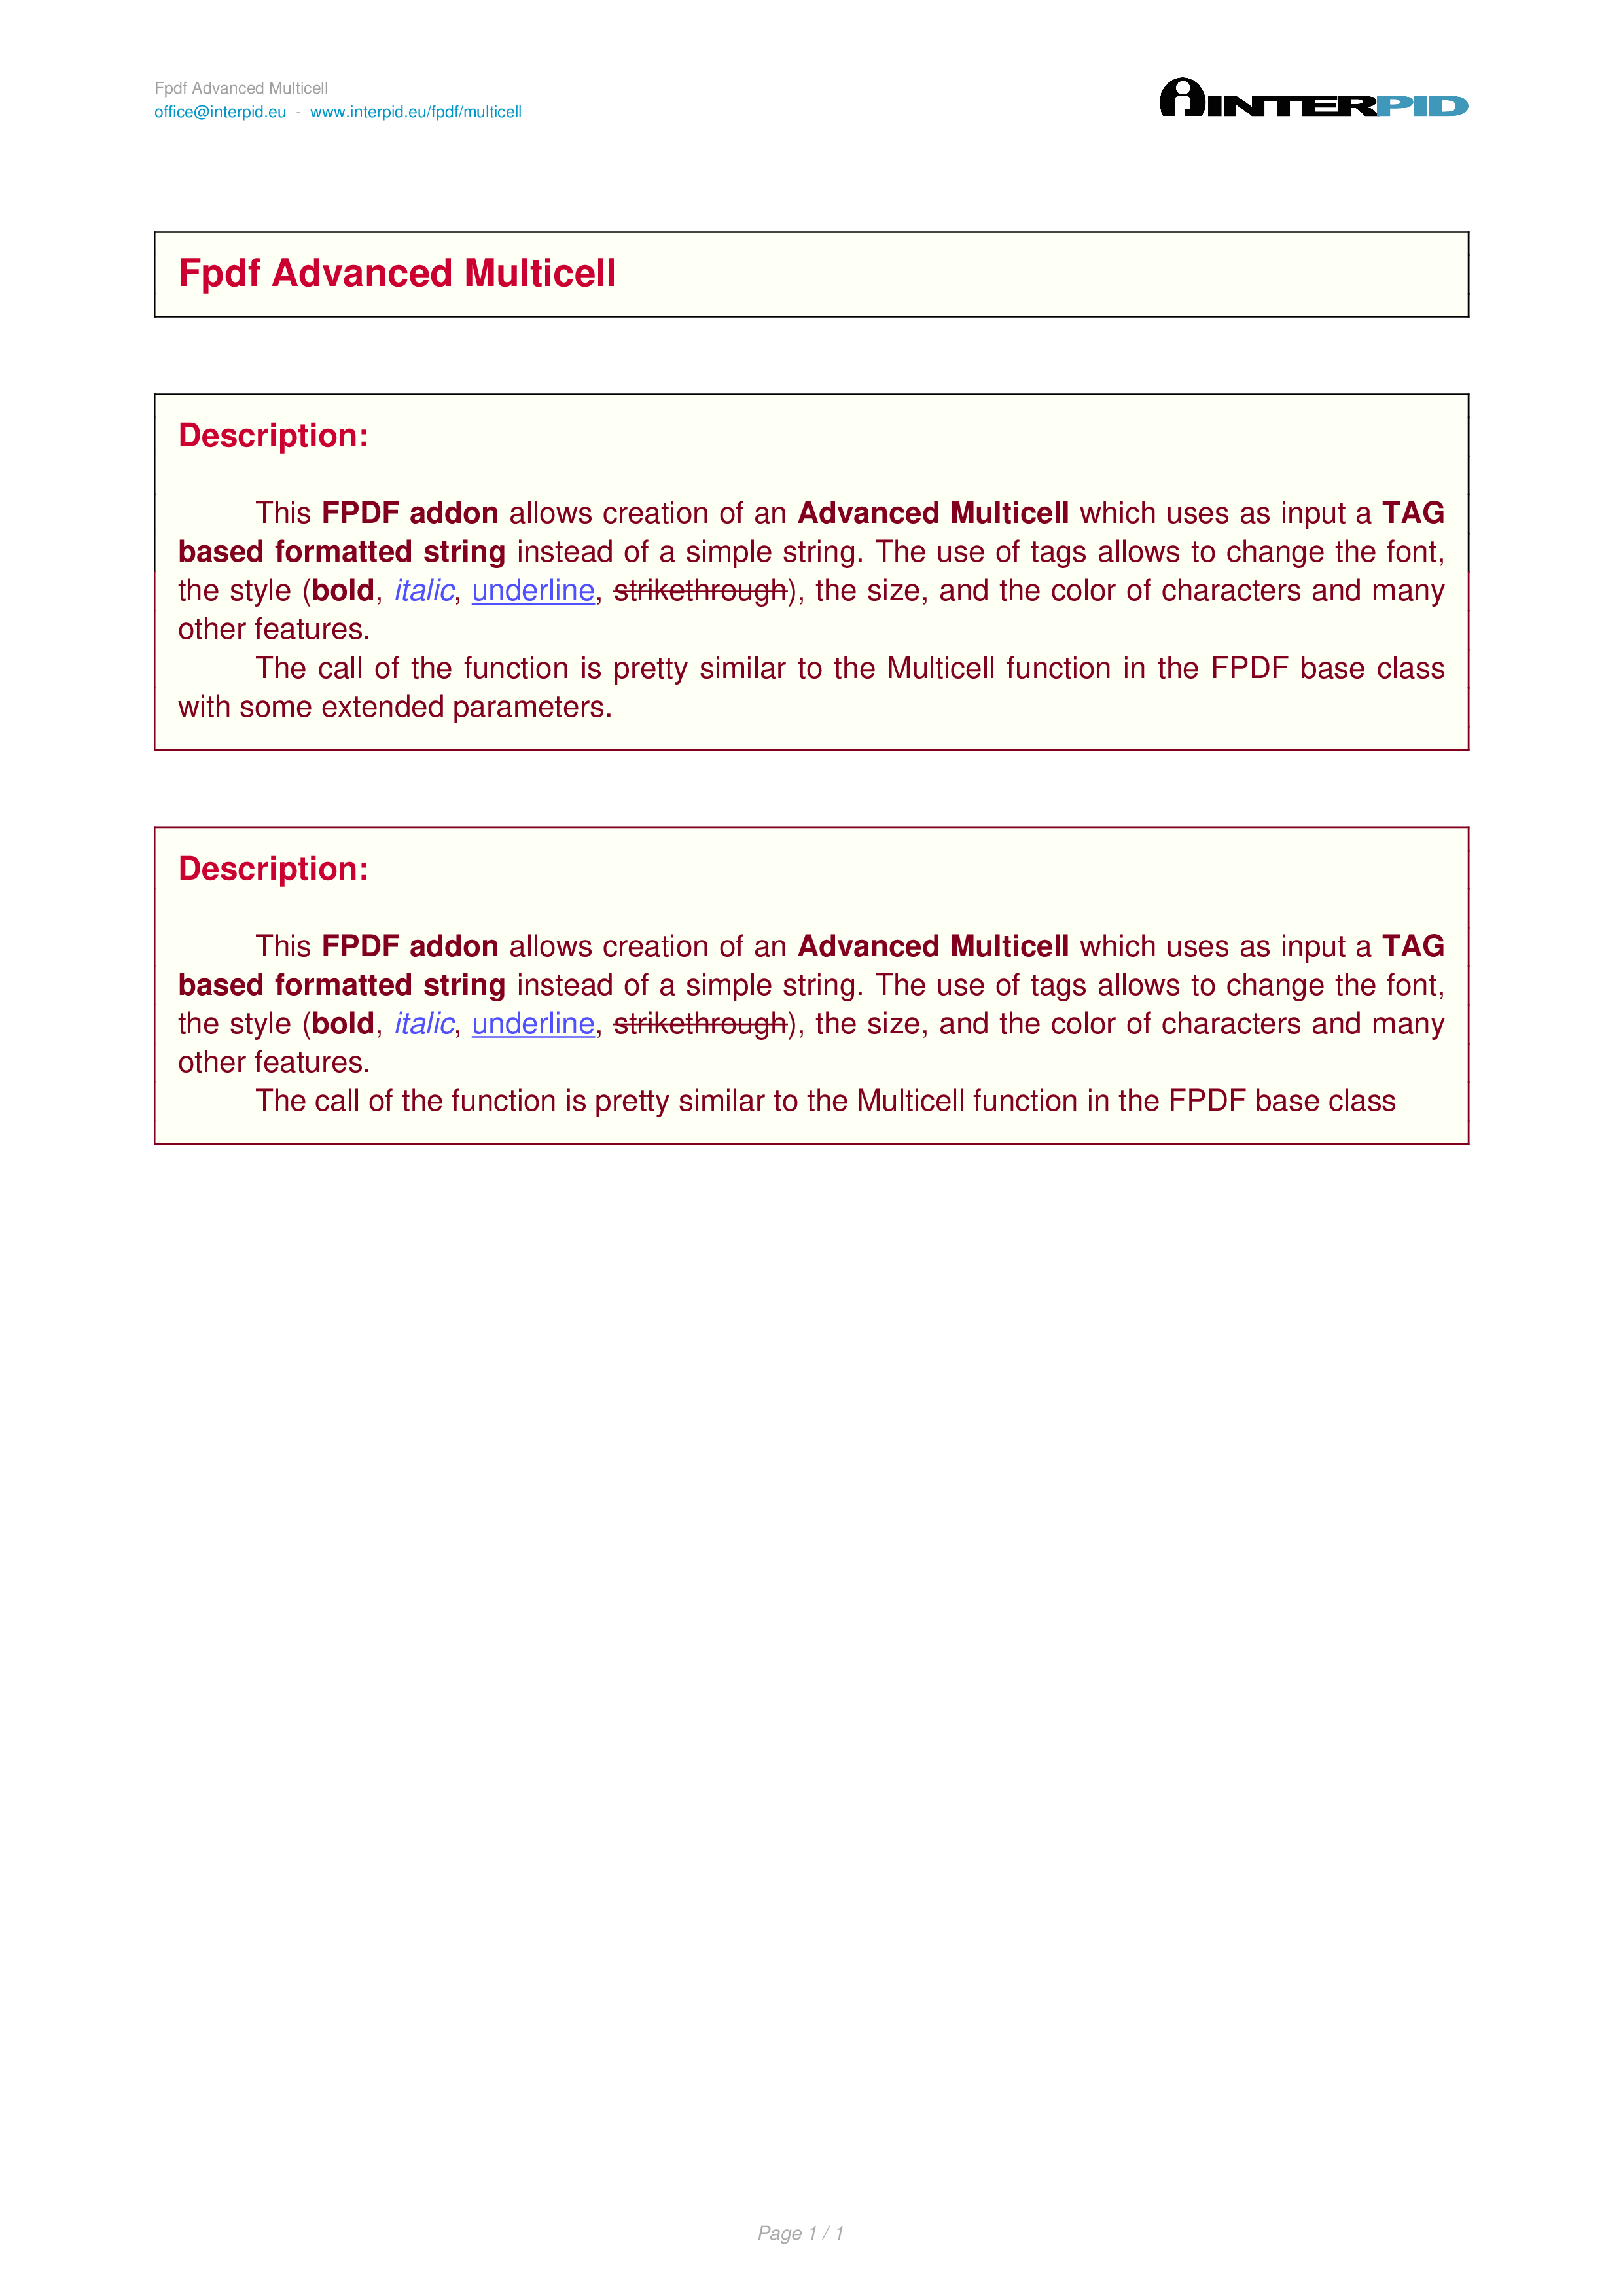 Fpdf Advanced Multicell
office@interpid.eu - www.interpid.eu/fpdf/multicell
INTERPID
Fpdf Advanced Multicell
Description:
This FPDF addon allows creation of an Advanced Multicell which uses as input a TAG
based formatted string instead of a simple string. The use of tags allows to change the font,
the style (bold, italic, underline, strikethrough), the size, and the color of characters and many
other features.
The call of the function is pretty similar to the Multicell function in the FPDF base class
with some extended parameters.
Description:
This FPDF addon allows creation of an Advanced Multicell which uses as input a TAG
based formatted string instead of a simple string. The use of tags allows to change the font,
the style (bold, italic, underline, strikethrough), the size, and the color of characters and many
other features.
The call of the function is pretty similar to the Multicell function in the FPDF base class
Page 1 / 1